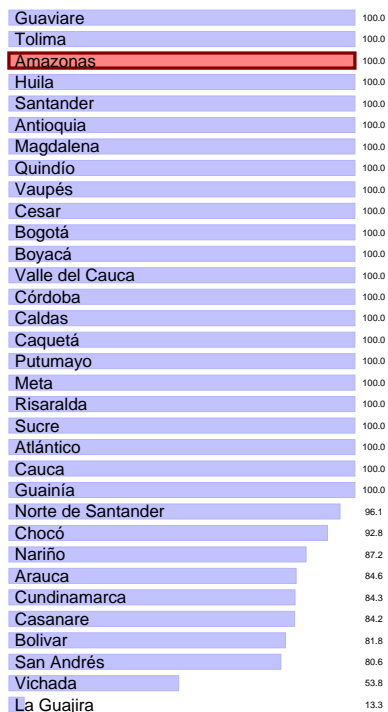 Guaviare 100.0
Tolima 100.0
Amazonas 100.0
Huila 100.0
Santander 100.0
Antioquia 100.0
Magdalena 100.0
Quindío 100.0
Vaupés 100.0
Cesar 100.0
Bogotá 100.0
Boyacá 100.0
Valle del Cauca 100.0
Córdoba 100.0
Caldas 100.0
Caquetá 100.0
Putumayo 100.0
Meta 100.0
Risaralda 100.0
Sucre 100.0
Atlántico 100.0
Cauca 100.0
Guainía 100.0
Norte de Santander 96.1
Chocó 92.8
Nariño 87.2
Arauca 84.6
Cundinamarca 84.3
Casanare 84.2
Bolivar 81.8
San Andrés 80.6
Vichada 53.8
La Guajira 13.3